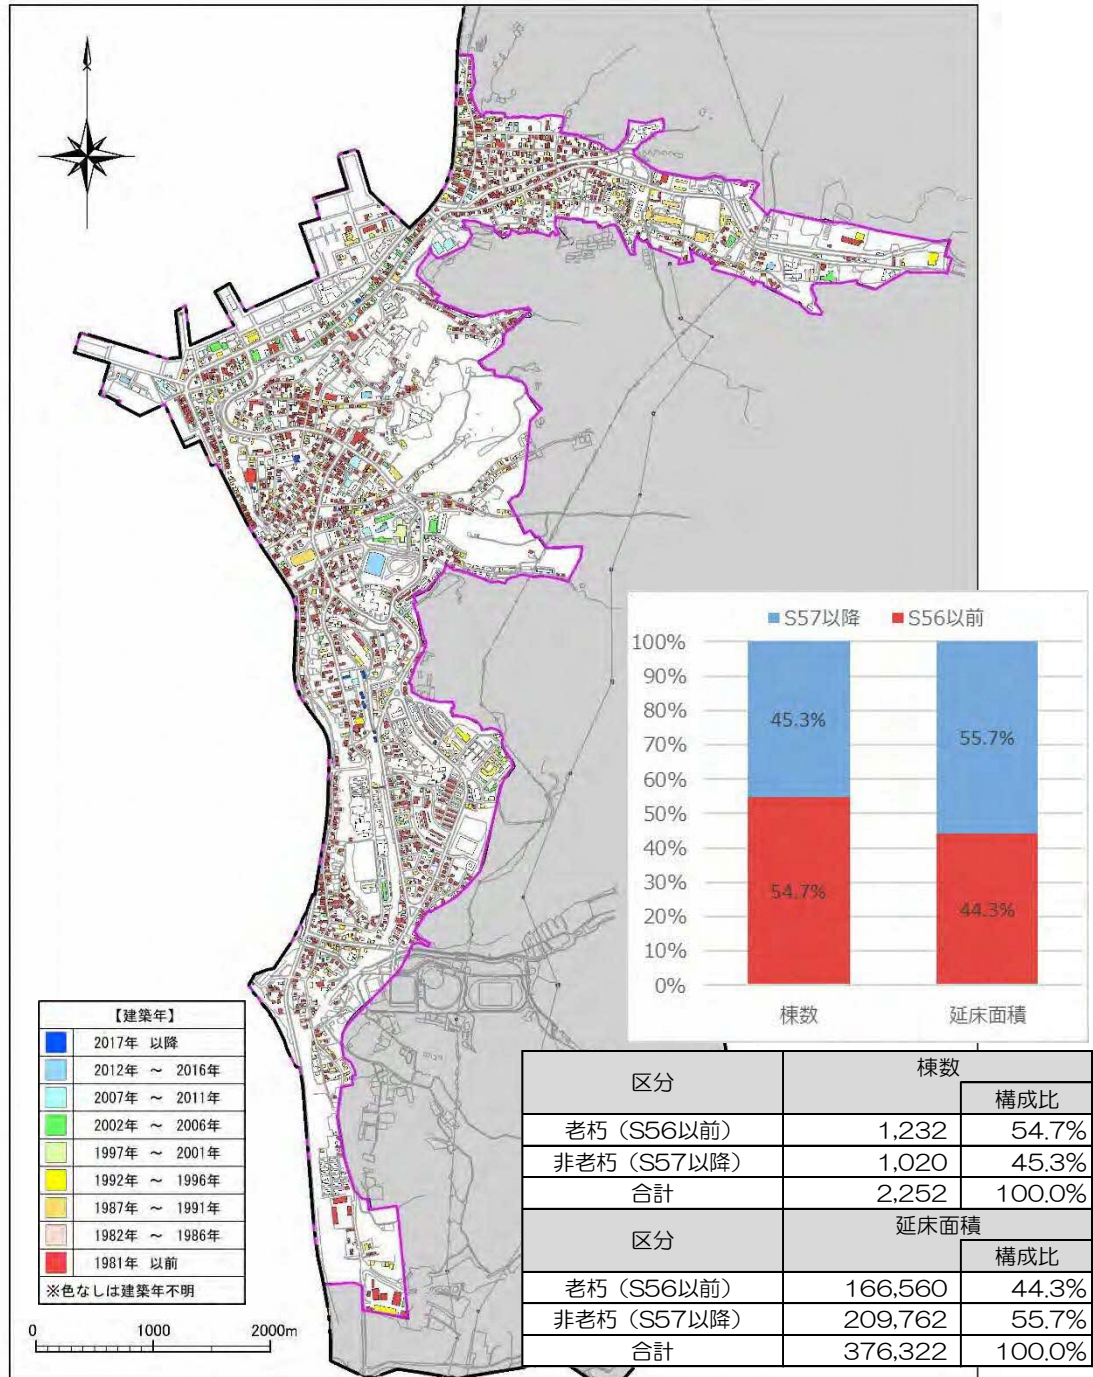 S57以降 S56以前
100%
90%
80%
70%
60%
50%
40%
30%
20%
10%
0%
45.3%
55.7%
54.7%
44.3%
棟数 延床面積
【建築年】
2017年 以降
2012年 ～ 2016年
2007年 ～ 2011年
2002年 ～ 2006年
1997年 ～ 2001年
1992年 ～ 1996年
1987年 ～ 1991年
1982年 ～ 1986年
1981年 以前
※色なしは建築年不明
0 1000 2000m
区分 棟数
構成比
老朽（S56以前） 1,232 54.7%
非老朽（S57以降） 1,020 45.3%
合計 2,252 100.0%
区分 延床面積
構成比
老朽（S56以前） 166,560 44.3%
非老朽（S57以降） 209,762 55.7%
合計 376,322 100.0%